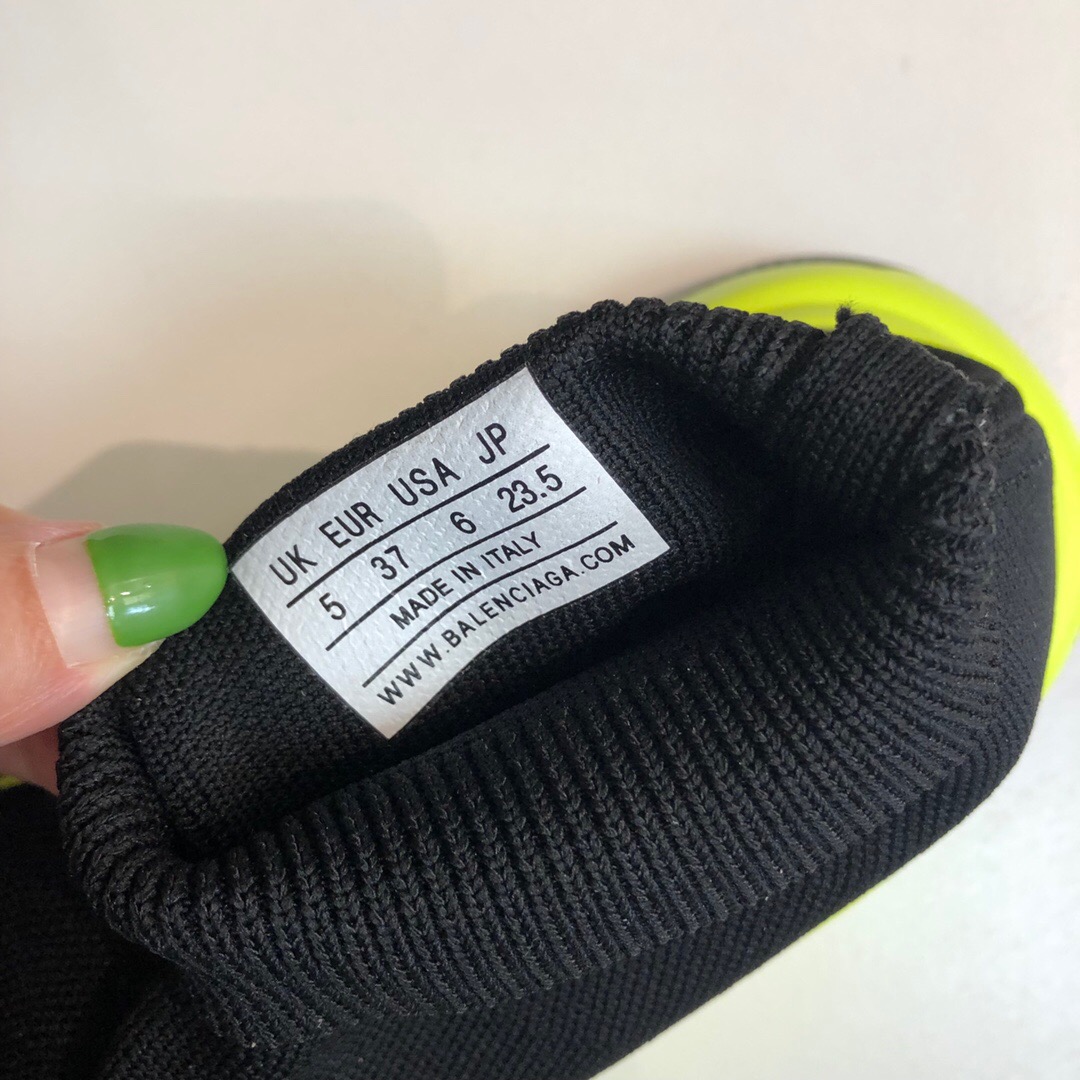 UK EUR USA JP
5 37 6 23.5
MADE IN ITALY
WWW.BALENCIAGA.COM